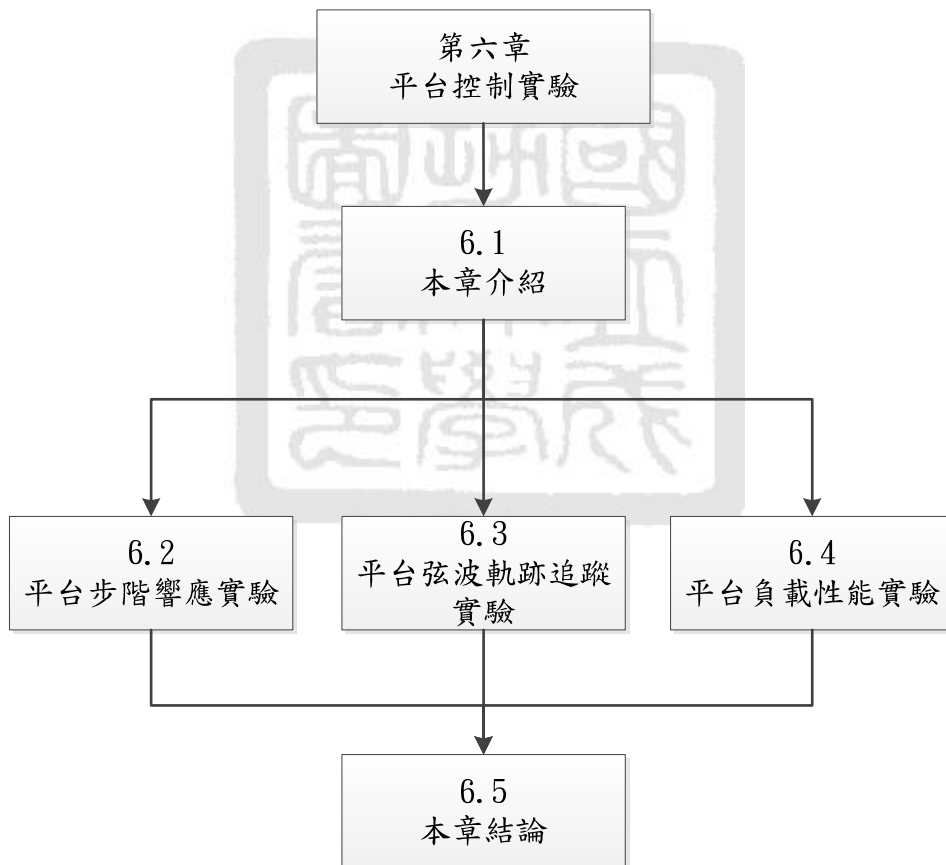 第六章
平台控制實驗
6.1
本章介紹
6.2
平台步階響應實驗
6.3
平台弦波軌跡追蹤
實驗
6.4
平台負載性能實驗
6.5
本章結論